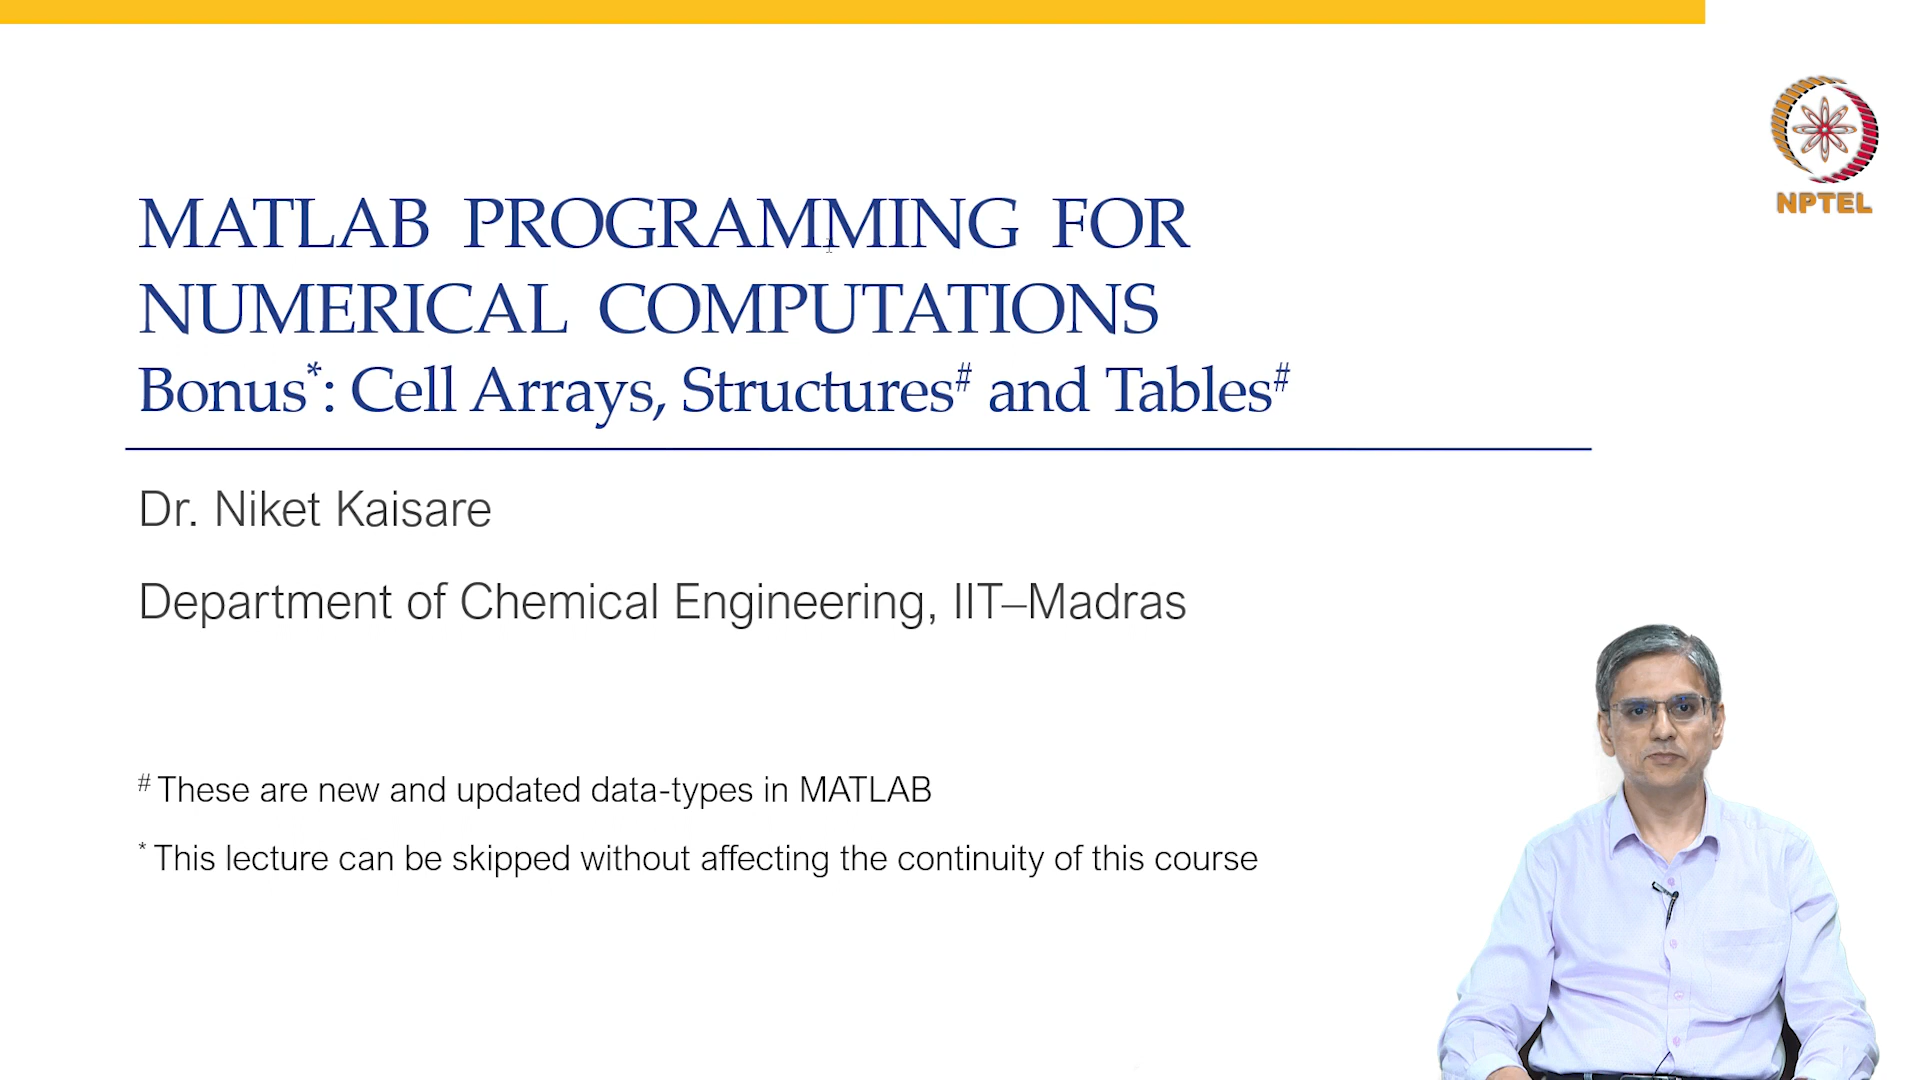 NPTEL
MATLAB PROGRAMMING FOR
NUMERICAL COMPUTATIONS
Bonus*: Cell Arrays, Structures# and Tables#
Dr. Niket Kaisare
Department of Chemical Engineering, IIT–Madras
# These are new and updated data-types in MATLAB
* This lecture can be skipped without affecting the continuity of this course